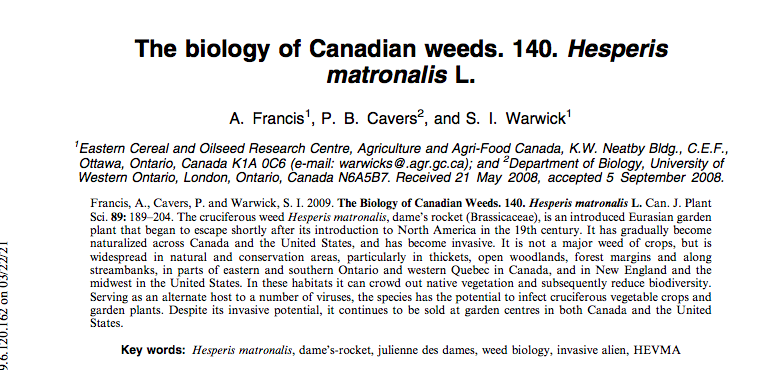 The biology of Canadian weeds. 140. Hesperis
matronalis L.
A. Francis1, P. B. Cavers2, and S. I. Warwick1
1Eastern Cereal and Oilseed Research Centre, Agriculture and Agri-Food Canada, K.W. Neatby Bldg., C.E.F.,
Ottawa, Ontario, Canada K1A 0C6 (e-mail: warwicks@.agr.gc.ca); and 2Department of Biology, University of
Western Ontario, London, Ontario, Canada N6A5B7. Received 21 May 2008, accepted 5 September 2008.
Francis, A., Cavers, P. and Warwick, S. I. 2009. The Biology of Canadian Weeds. 140. Hesperis matronalis L. Can. J. Plant
Sci. 89: 189–204. The cruciferous weed Hesperis matronalis, dame's rocket (Brassicaceae), is an introduced Eurasian garden
plant that began to escape shortly after its introduction to North America in the 19th century. It has gradually become
naturalized across Canada and the United States, and has become invasive. It is not a major weed of crops, but is
widespread in natural and conservation areas, particularly in thickets, open woodlands, forest margins and along
streambanks, in parts of eastern and southern Ontario and western Quebec in Canada, and in New England and the
midwest in the United States. In these habitats it can crowd out native vegetation and subsequently reduce biodiversity.
Serving as an alternate host to a number of viruses, the species has the potential to infect cruciferous vegetable crops and
garden plants. Despite its invasive potential, it continues to be sold at garden centres in both Canada and the United
States.
Key words: Hesperis matronalis, dame's-rocket, julienne des dames, weed biology, invasive alien, HEVMA
9.6.120.162 on 03/22/21